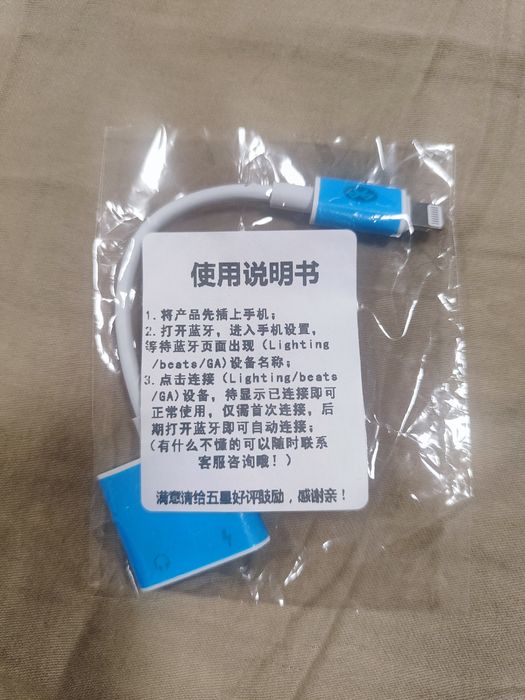 使用说明书
1. 将产品先插上手机；
2. 打开蓝牙，进入手机设置，
等待蓝牙页面出现（Lighting
/beats/GA)设备名称；
3. 点击连接（Lighting/beats
/GA)设备，待显示已连接即可
正常使用，仅需首次连接，后
期打开蓝牙即可自动连接；
(有什么不懂的可以随时联系
客服咨询哦！)
满意请给五星好评鼓励，感谢亲！